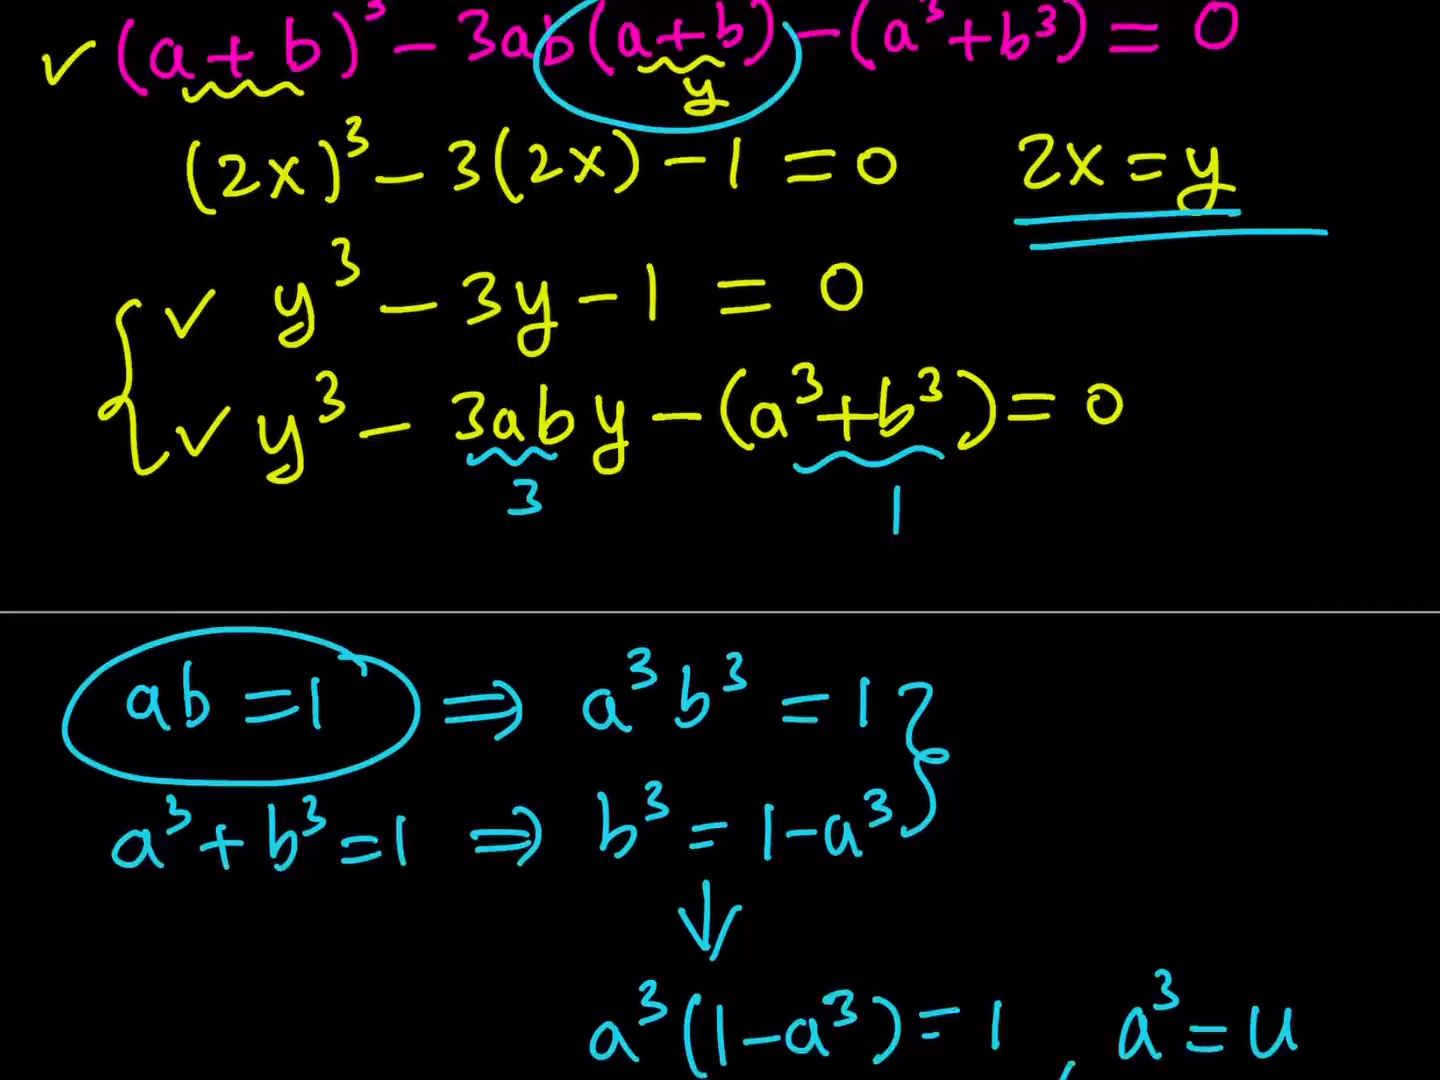 ✓ (a+b)³ − 3ab(a+b) − (a³+b³) = 0
y
(2x)³ − 3(2x) − 1 = 0   2x = y
✓ y³ − 3y − 1 = 0
✓ y³ − 3aby − (a³+b³) = 0
3   1
ab = 1 ⇒ a³b³ = 1
a³ + b³ = 1 ⇒ b³ = 1 − a³
↓
a³(1 − a³) = 1 , a³ = u